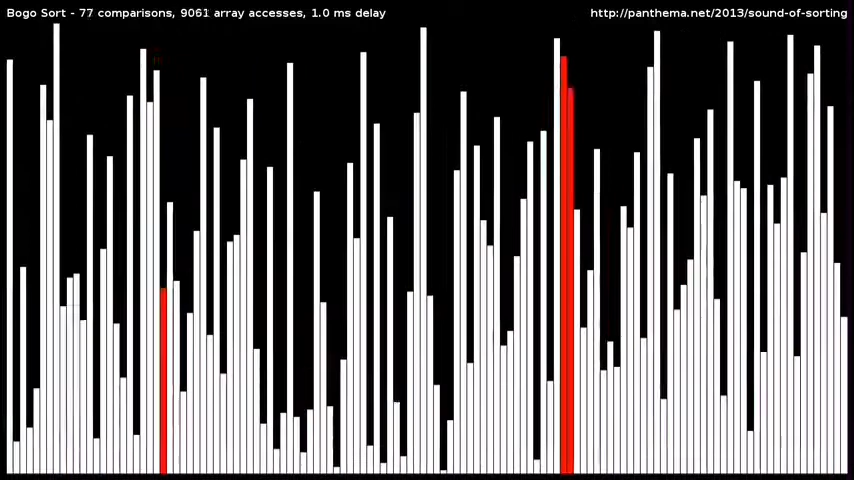 Bogo Sort - 77 comparisons, 9061 array accesses, 1.0 ms delay
http://panthema.net/2013/sound-of-sorting